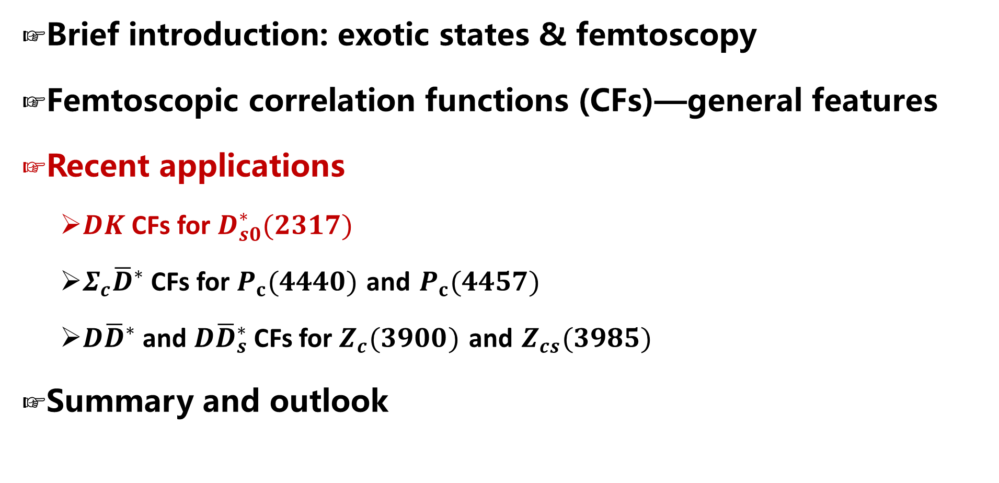 ☞Brief introduction: exotic states & femtoscopy
☞Femtoscopic correlation functions (CFs)—general features
☞Recent applications
➢$DK$ CFs for $D_{s0}^{*}(2317)$
➢$\Sigma_c \bar{D}^{*}$ CFs for $P_{\mathrm{c}}(4440)$ and $P_{\mathrm{c}}(4457)$
➢$D\bar{D}^{*}$ and $D\bar{D}_s^{*}$ CFs for $Z_c(3900)$ and $Z_{cs}(3985)$
☞Summary and outlook